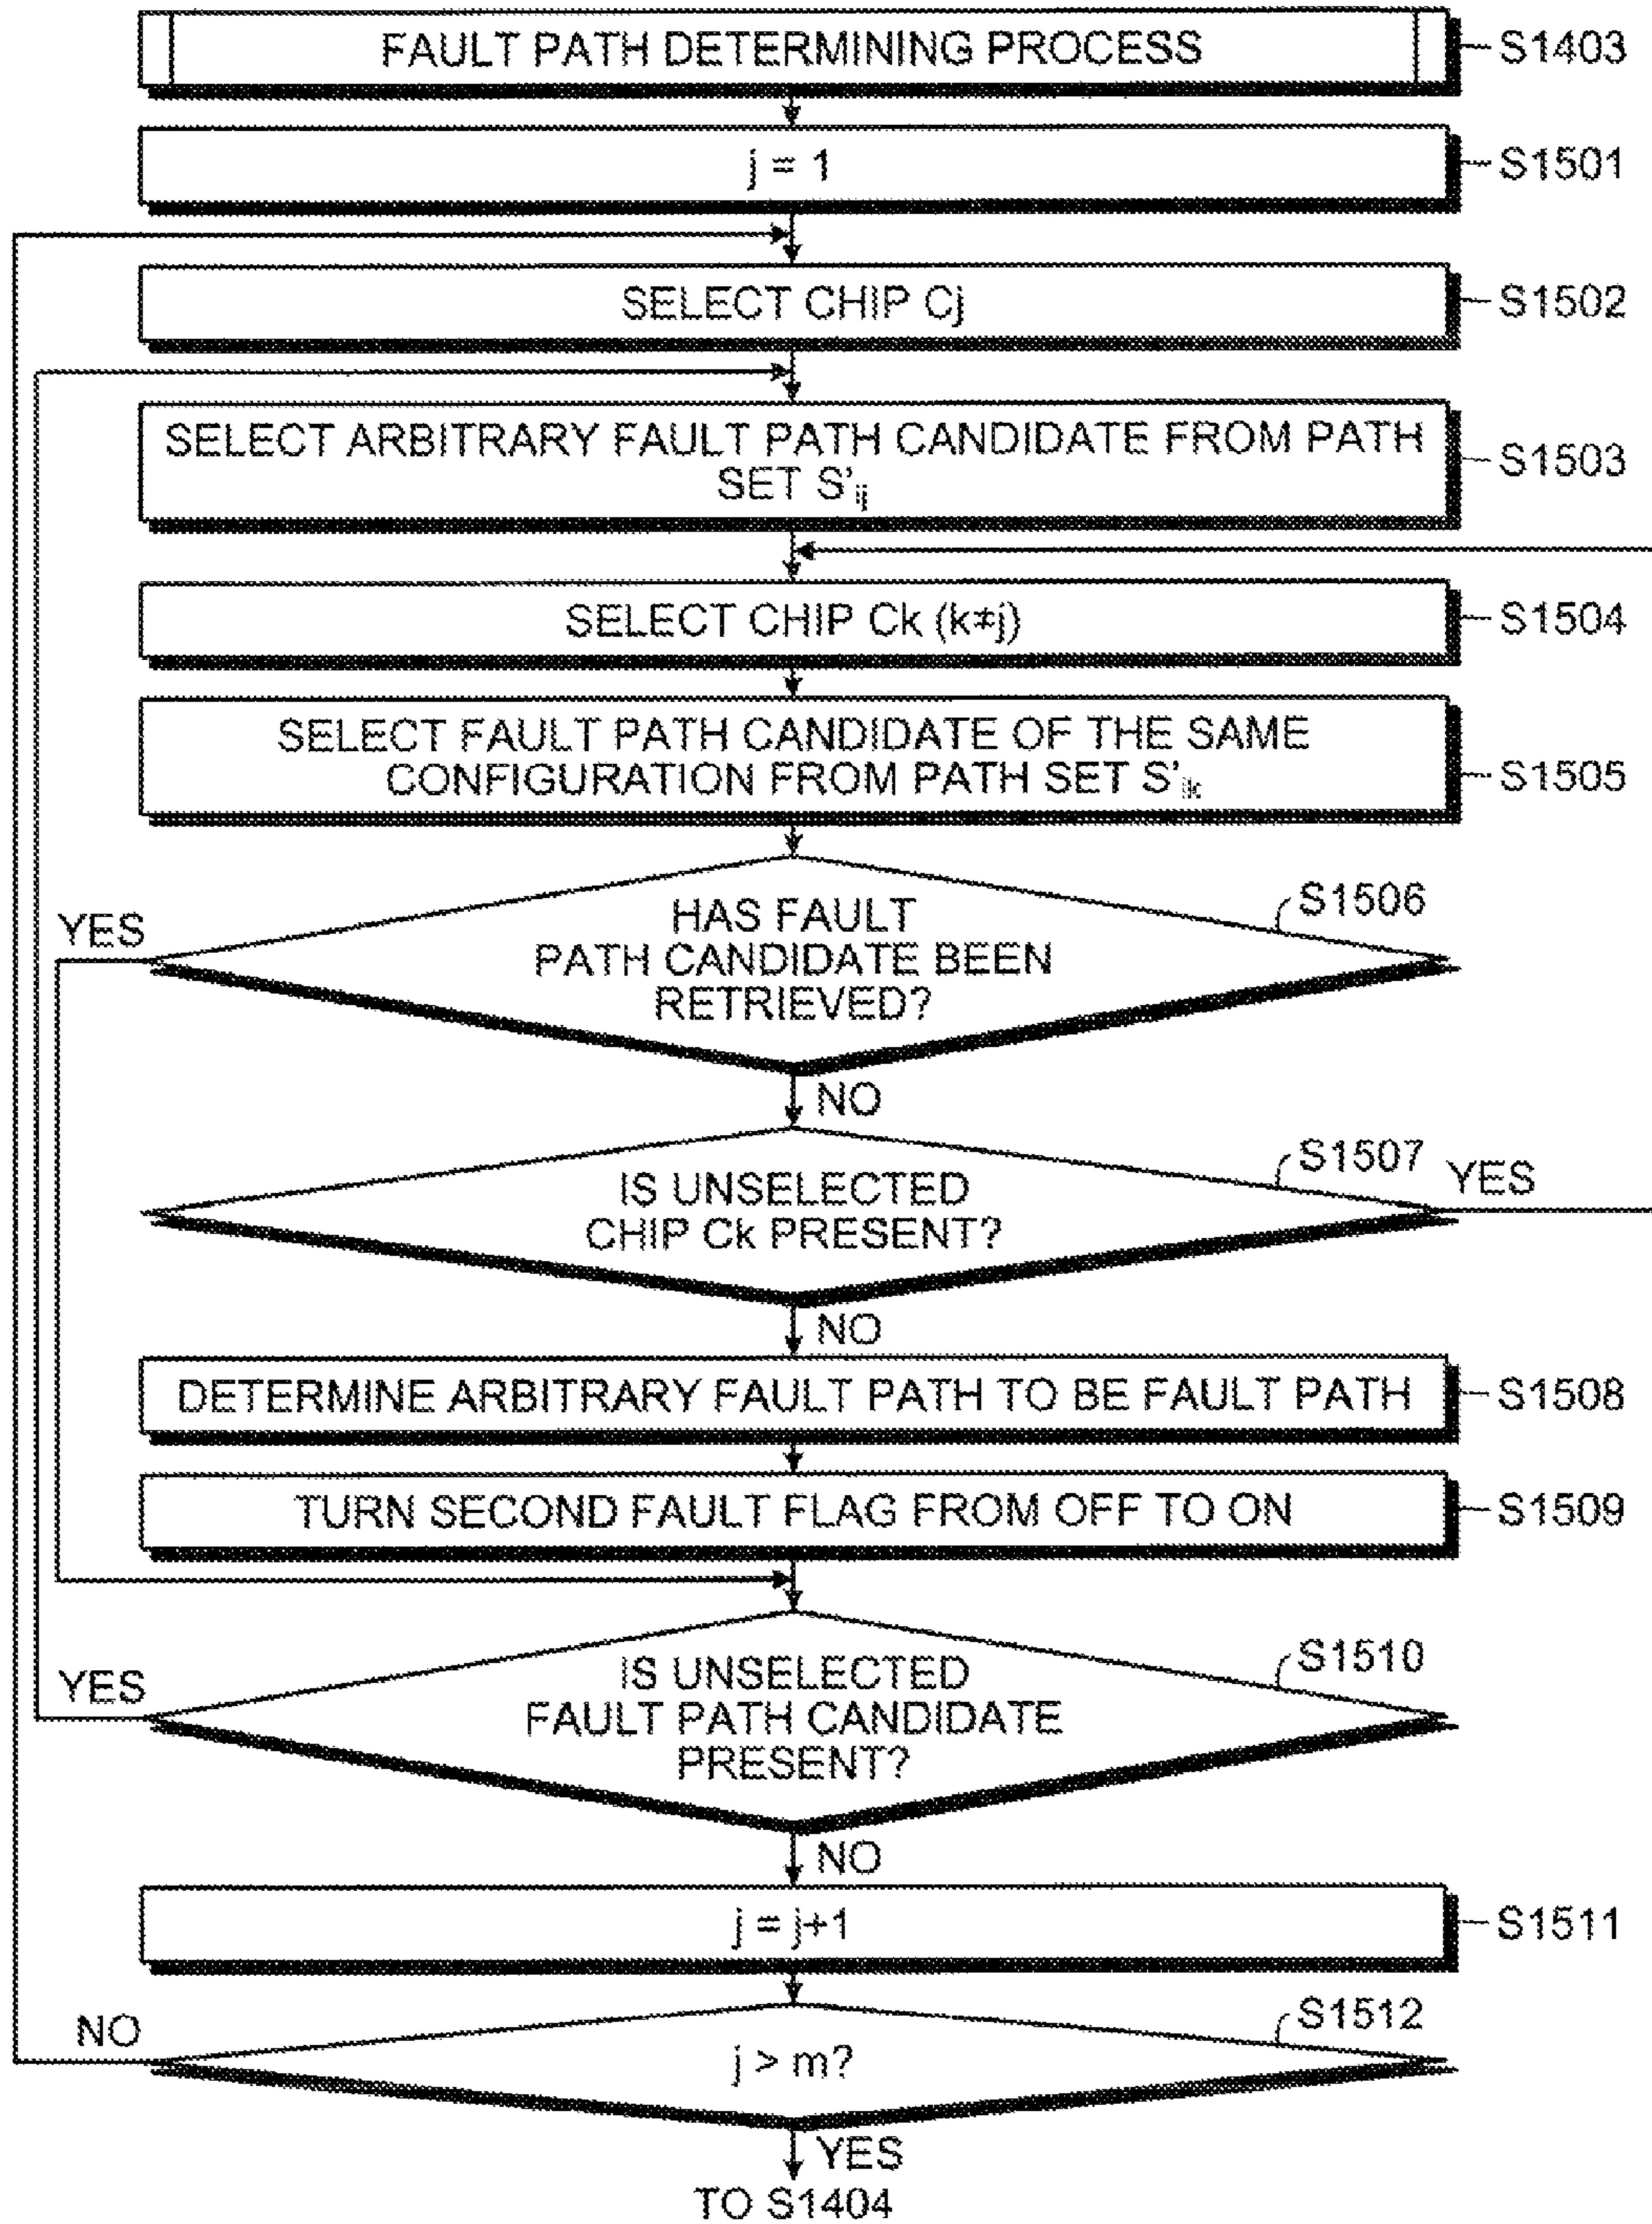 FAULT PATH DETERMINING PROCESS
S1403
j = 1
S1501
SELECT CHIP Cj
S1502
SELECT ARBITRARY FAULT PATH CANDIDATE FROM PATH
SET S'ij
S1503
SELECT CHIP Ck (k≠j)
S1504
SELECT FAULT PATH CANDIDATE OF THE SAME
CONFIGURATION FROM PATH SET S'ik
S1505
YES
HAS FAULT
PATH CANDIDATE BEEN
RETRIEVED?
S1506
NO
IS UNSELECTED
CHIP Ck PRESENT?
S1507
YES
NO
DETERMINE ARBITRARY FAULT PATH TO BE FAULT PATH
S1508
TURN SECOND FAULT FLAG FROM OFF TO ON
S1509
YES
IS UNSELECTED
FAULT PATH CANDIDATE
PRESENT?
S1510
NO
j = j+1
S1511
NO
j > m?
S1512
YES
TO S1404